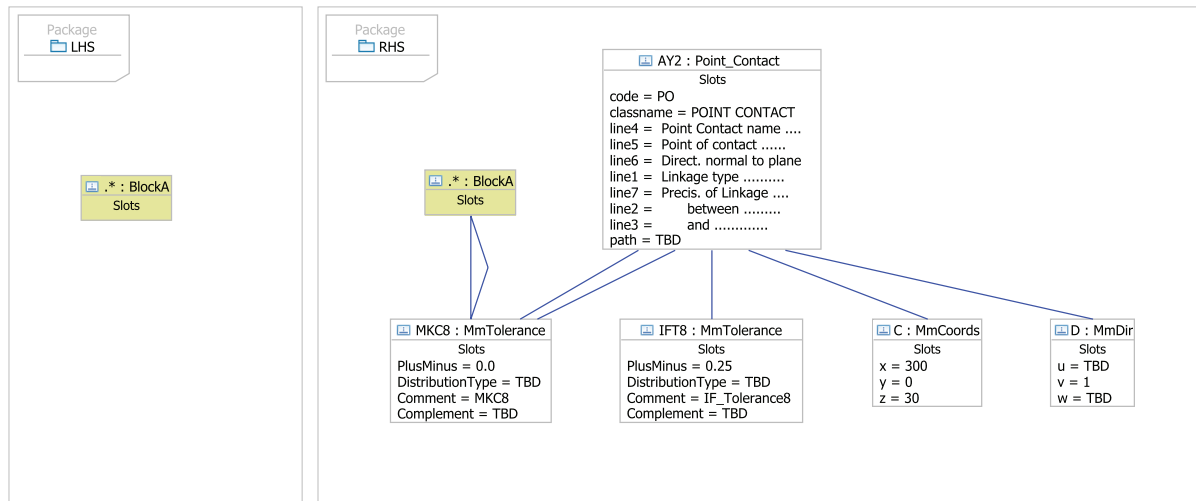 Package
LHS
.* : BlockA
Slots
Package
RHS
.* : BlockA
Slots
AY2 : Point_Contact
Slots
code = PO
classname = POINT CONTACT
line4 =  Point Contact name ....
line5 =  Point of contact ......
line6 =  Direct. normal to plane
line1 =  Linkage type ..........
line7 =  Precis. of Linkage ....
line2 =        between .........
line3 =        and .............
path = TBD
MKC8 : MmTolerance
Slots
PlusMinus = 0.0
DistributionType = TBD
Comment = MKC8
Complement = TBD
IFT8 : MmTolerance
Slots
PlusMinus = 0.25
DistributionType = TBD
Comment = IF_Tolerance8
Complement = TBD
C : MmCoords
Slots
x = 300
y = 0
z = 30
D : MmDir
Slots
u = TBD
v = 1
w = TBD